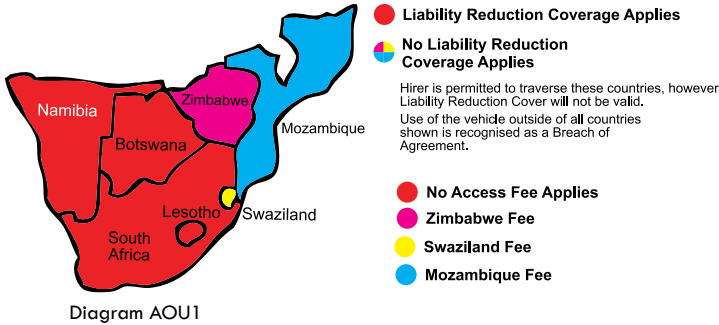 Namibia
Zimbabwe
Botswana
Mozambique
Lesotho
Swaziland
South
Africa
Diagram AOU1
Liability Reduction Coverage Applies
No Liability Reduction
Coverage Applies
Hirer is permitted to traverse these countries, however
Liability Reduction Cover will not be valid.
Use of the vehicle outside of all countries
shown is recognised as a Breach of
Agreement.
No Access Fee Applies
Zimbabwe Fee
Swaziland Fee
Mozambique Fee